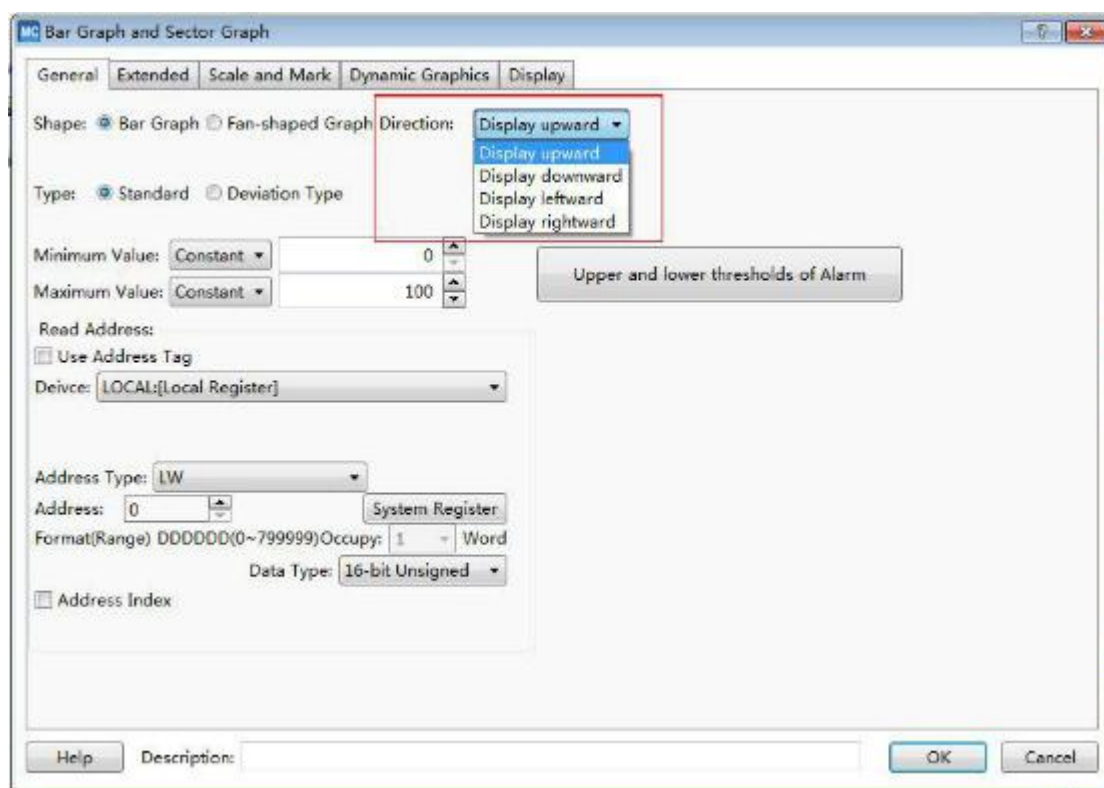 MC Bar Graph and Sector Graph
General Extended Scale and Mark Dynamic Graphics Display
Shape: Bar Graph Fan-shaped Graph Direction: Display upward
Display upward
Display downward
Display leftward
Display rightward
Type: Standard Deviation Type
Minimum Value: Constant 0
Maximum Value: Constant 100
Upper and lower thresholds of Alarm
Read Address:
Use Address Tag
Deivce: LOCAL:[Local Register]
Address Type: LW
Address: 0 System Register
Format(Range) DDDDDD(0~799999)Occupy: 1 Word
Data Type: 16-bit Unsigned
Address Index
Help Description: OK Cancel